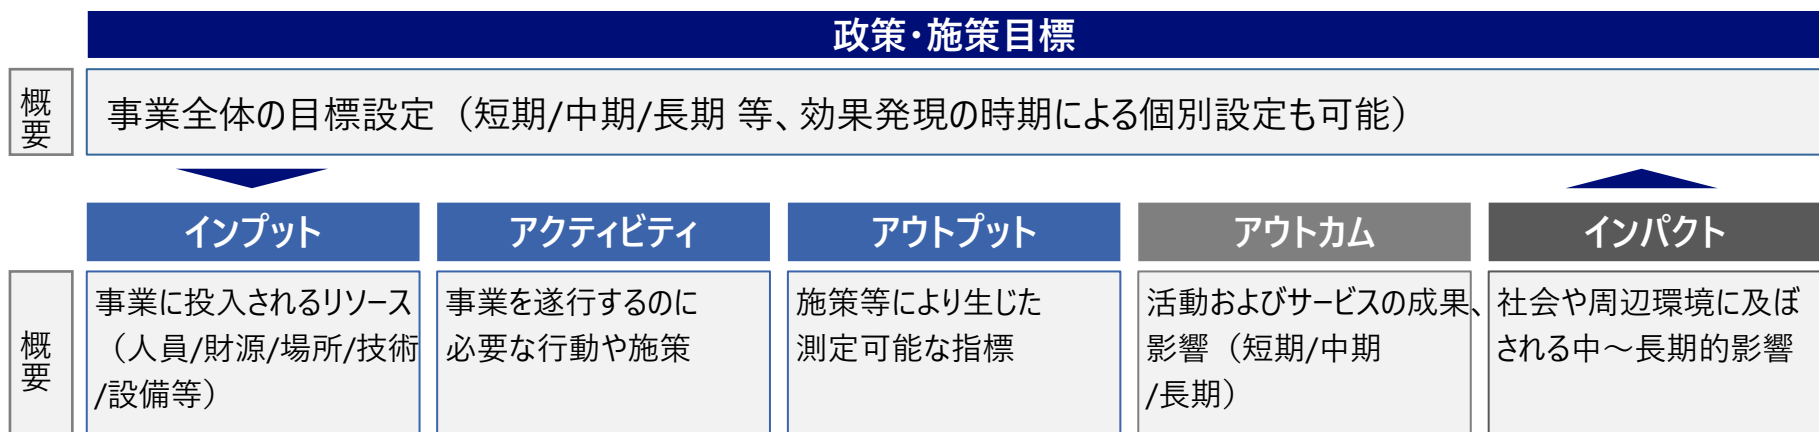 政策・施策目標
概要
事業全体の目標設定（短期/中期/長期 等、効果発現の時期による個別設定も可能）
インプット
アクティビティ
アウトプット
アウトカム
インパクト
概要
事業に投入されるリソース
（人員/財源/場所/技術
/設備等）
事業を遂行するのに
必要な行動や施策
施策等により生じた
測定可能な指標
活動およびサービスの成果、
影響（短期/中期
/長期）
社会や周辺環境に及ぼ
される中～長期的影響